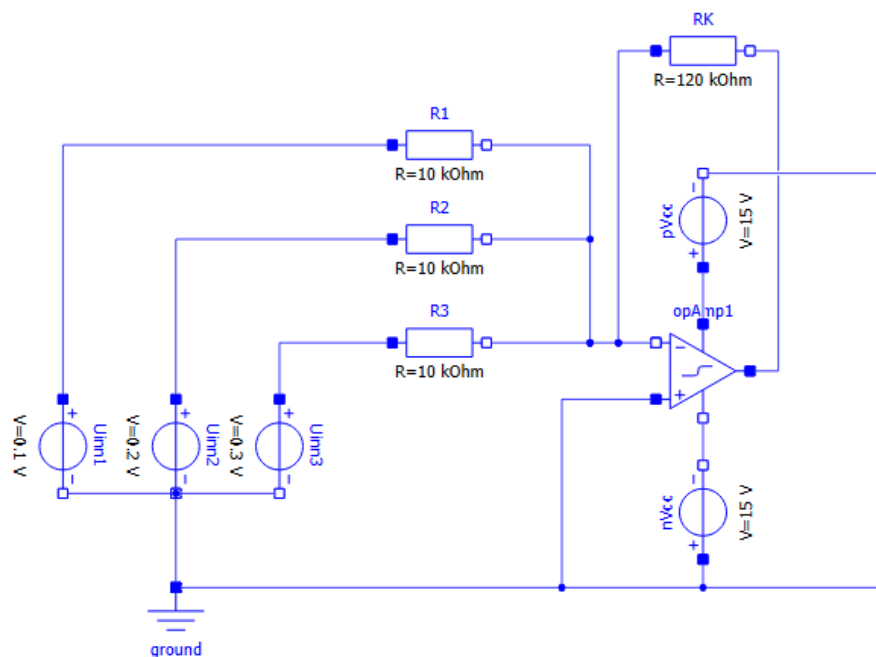 RK
R=120 kOhm
R1
R=10 kOhm
R2
R=10 kOhm
R3
R=10 kOhm
pVcc
V=15 V
-
+
opAmp1
-
+
V=0.1 V
Uinn1
+
-
V=0.2 V
Uinn2
+
-
V=0.3 V
Uinn3
+
-
nVcc
V=15 V
-
+
ground